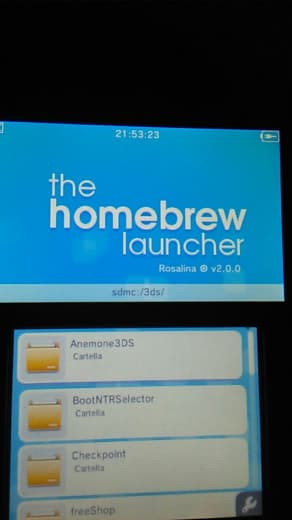 21:53:23
the
homebrew
launcher
Rosalina ☺ v2.0.0
sdmc:/3ds/
Anemone3DS
Cartella
BootNTRSelector
Cartella
Checkpoint
Cartella
freeShop